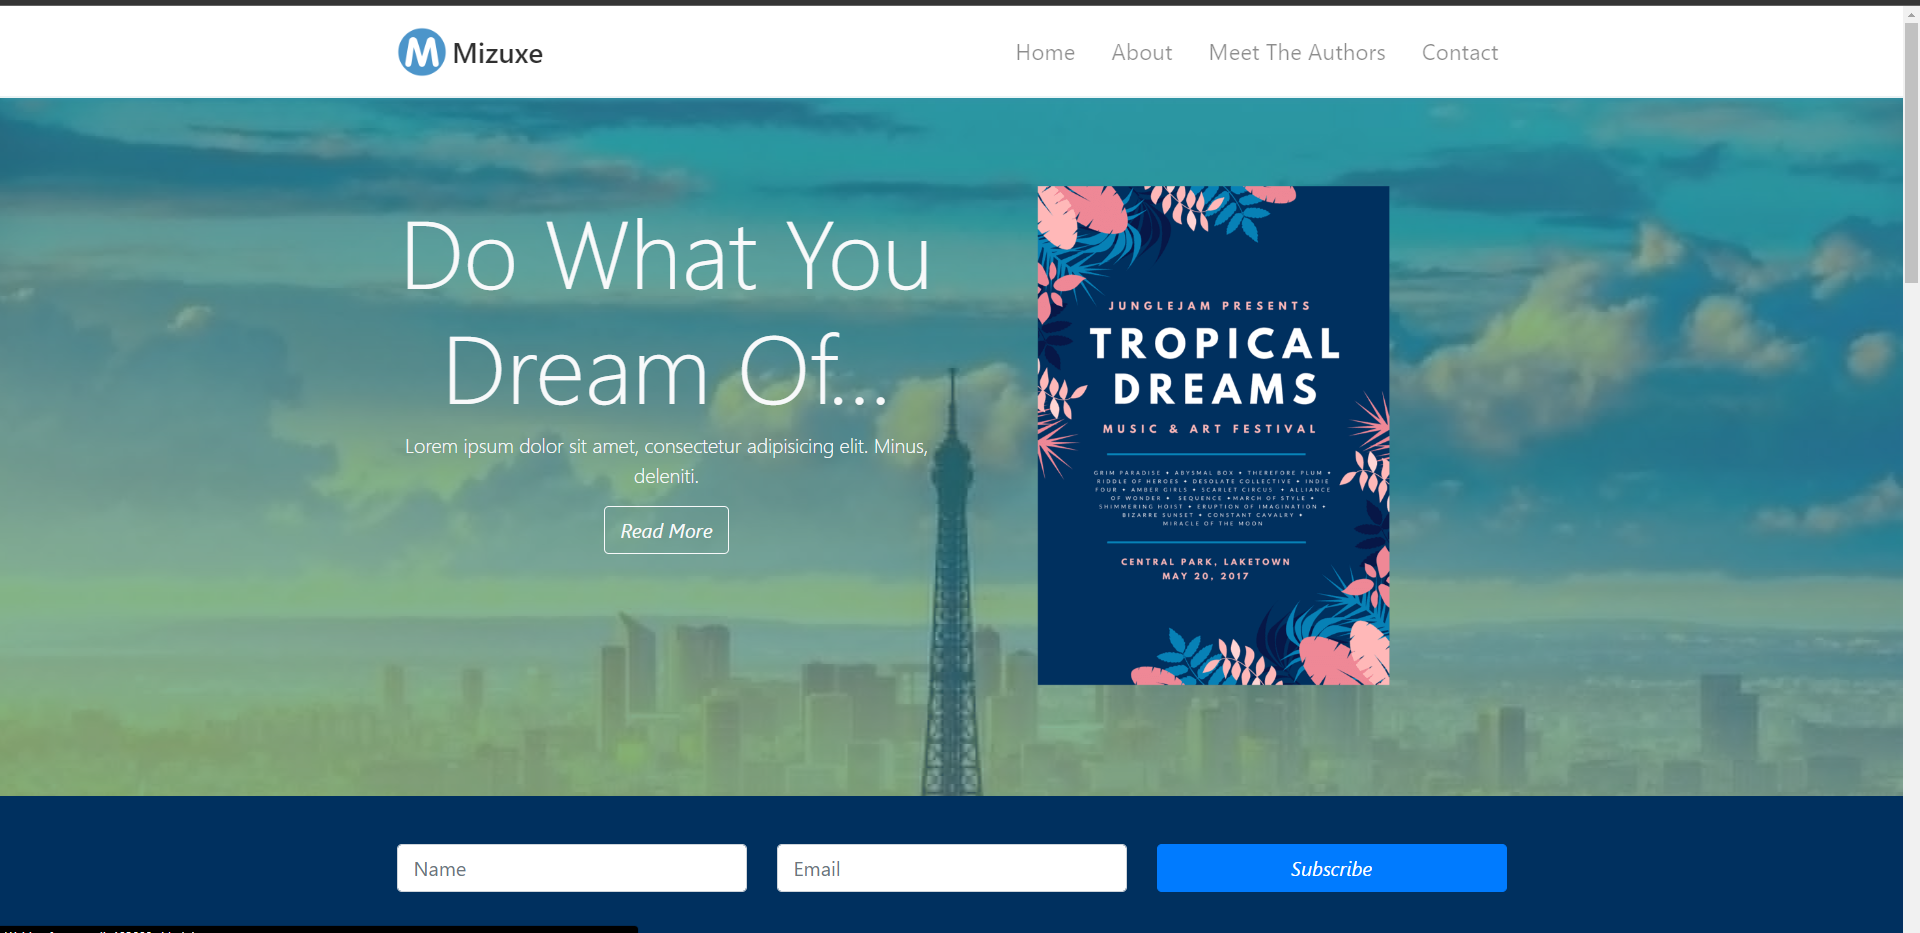 Mizuxe
Home About Meet The Authors Contact
Do What You
Dream Of...
Lorem ipsum dolor sit amet, consectetur adipisicing elit. Minus,
deleniti.
Read More
JUNGLEJAM PRESENTS
TROPICAL
DREAMS
MUSIC & ART FESTIVAL
GRIM PARADISE • ABYSMAL BOX • THEREFORE PLUM •
RIDDLE OF HEROES • DESOLATE COLLECTIVE • INDIE
FOUR • AMBER GIRLS • SCARLET CIRCUS • ALLIANCE
OF WONDER • SEQUENCE • MARCH OF STYLE •
SHIMMERING HOIST • ERUPTION OF IMAGINATION •
BIZARRE SUNSET • CONSTANT CAVALRY •
MIRACLE OF THE MOON
CENTRAL PARK, LAKETOWN
MAY 20, 2017
Name
Email
Subscribe